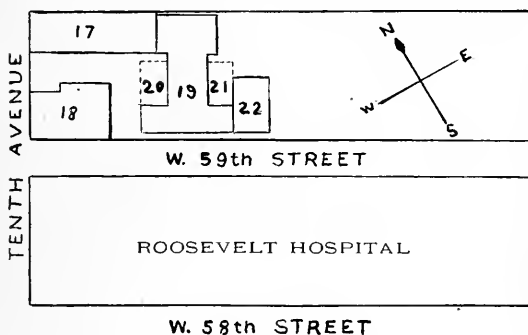 17
N
AVENUE
20
19
21
E
18
22
W
S
W. 59th STREET
TENTH
ROOSEVELT HOSPITAL
W. 58th STREET